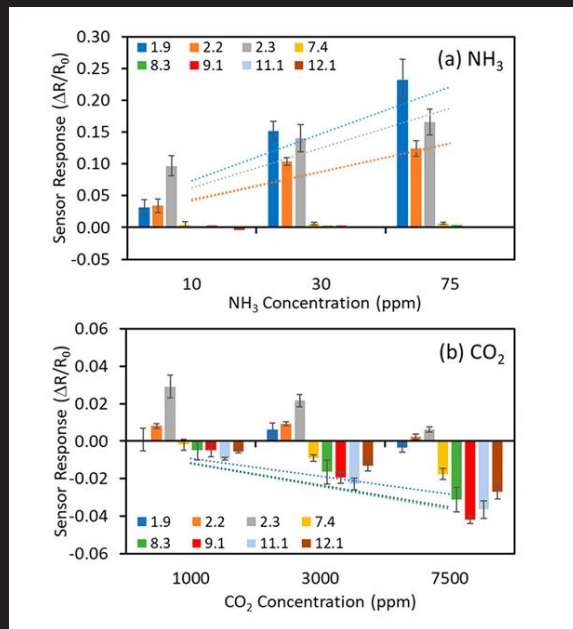 0.30
0.25
0.20
0.15
0.10
0.05
0.00
-0.05
Sensor Response (ΔR/R₀)
1.9 2.2 2.3 7.4
8.3 9.1 11.1 12.1
(a) NH₃
10 30 75
NH₃ Concentration (ppm)
0.06
0.04
0.02
0.00
-0.02
-0.04
-0.06
Sensor Response (ΔR/R₀)
(b) CO₂
1.9 2.2 2.3 7.4
8.3 9.1 11.1 12.1
1000 3000 7500
CO₂ Concentration (ppm)